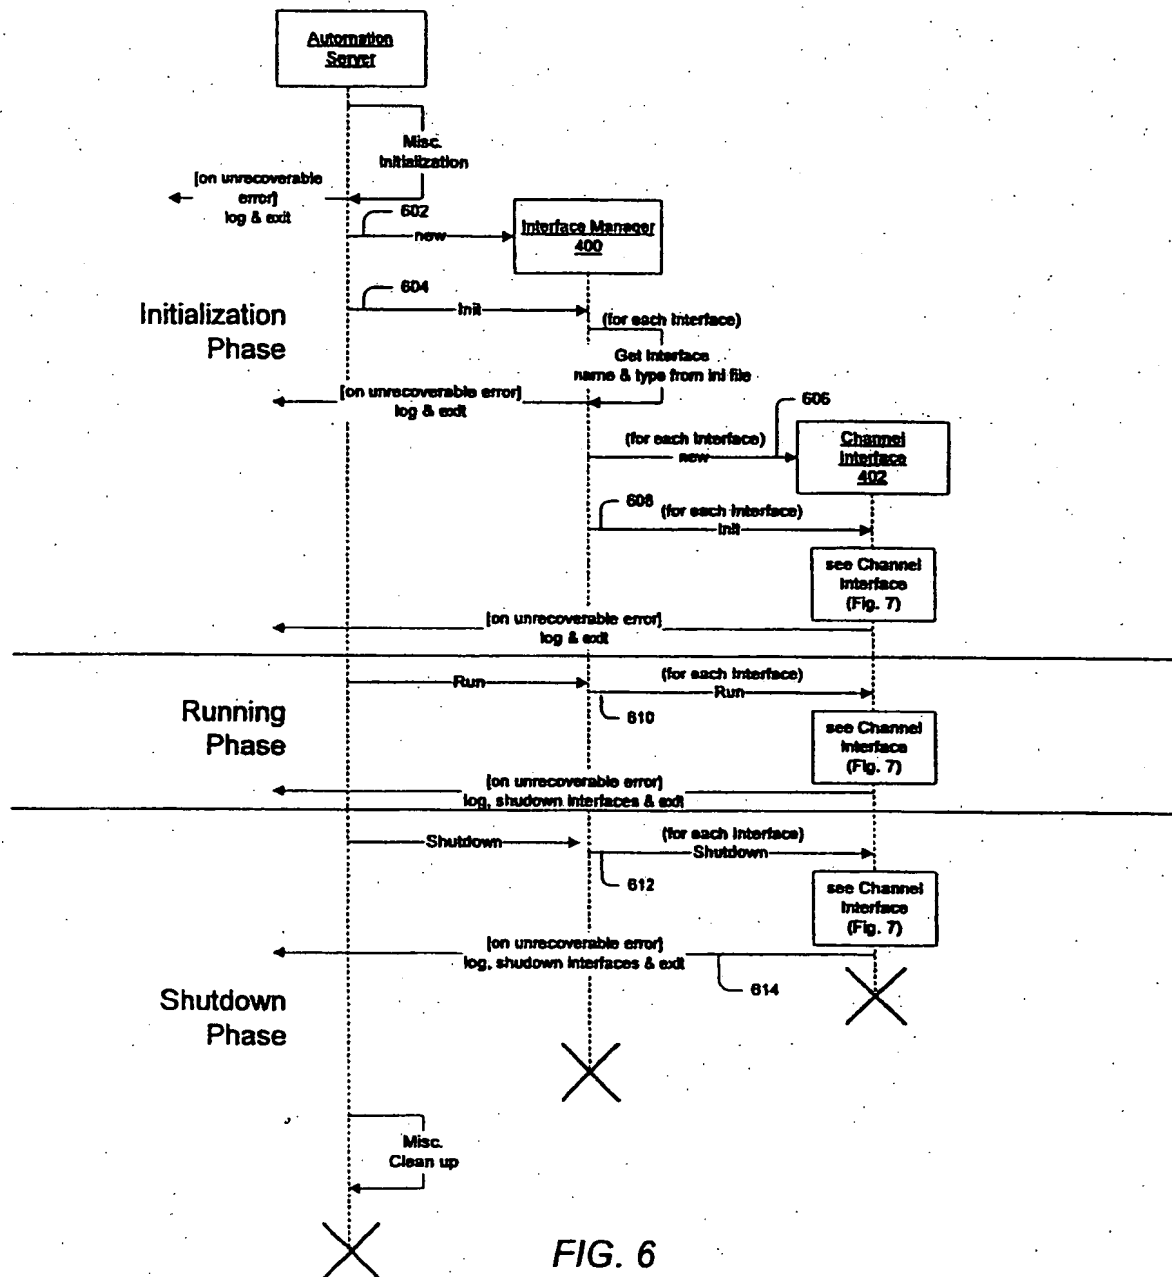 Automation
Server
Misc.
Initialization
[on unrecoverable
error]
log & exit
602
new
Interface Manager
400
604
Init
(for each Interface)
Initialization
Phase
Get Interface
name & type from ini file
[on unrecoverable error]
log & exit
606
(for each Interface)
new
Channel
Interface
402
608
(for each Interface)
Init
see Channel
Interface
(Fig. 7)
[on unrecoverable error]
log & exit
Run
(for each Interface)
Run
610
Running
Phase
see Channel
Interface
(Fig. 7)
[on unrecoverable error]
log, shudown interfaces & exit
Shutdown
(for each Interface)
Shutdown
612
see Channel
Interface
(Fig. 7)
[on unrecoverable error]
log, shudown interfaces & exit
614
Shutdown
Phase
Misc.
Clean up
FIG. 6